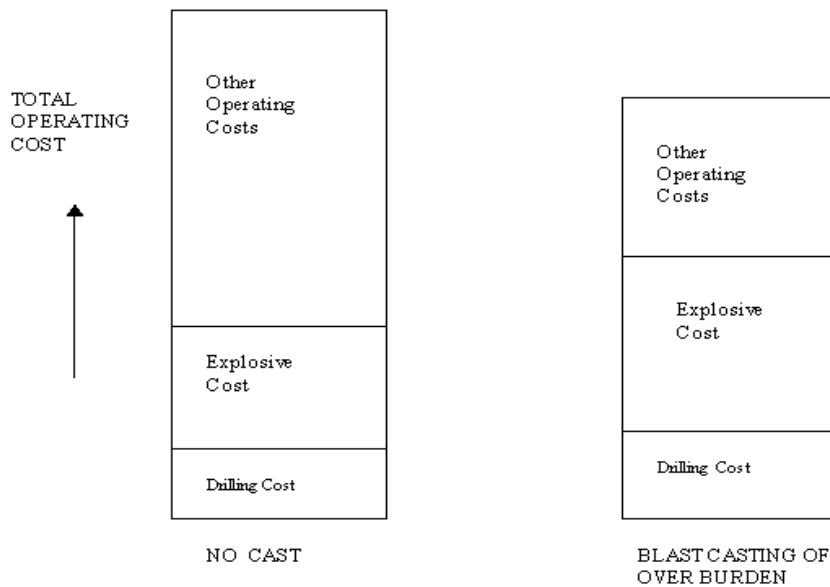 TOTAL
OPERATING
COST
Other
Operating
Costs
Explosive
Cost
Drilling Cost
NO CAST
Other
Operating
Costs
Explosive
Cost
Drilling Cost
BLAST CASTING OF
OVER BURDEN